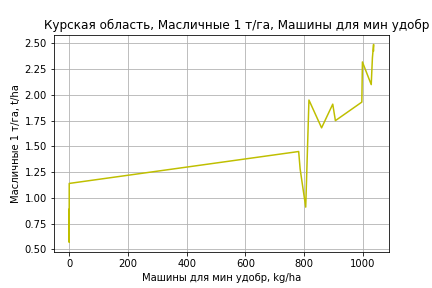 Курская область, Масличные 1 т/га, Машины для мин удобр
Масличные 1 т/га, t/ha
2.50
2.25
2.00
1.75
1.50
1.25
1.00
0.75
0.50
0 200 400 600 800 1000
Машины для мин удобр, kg/ha